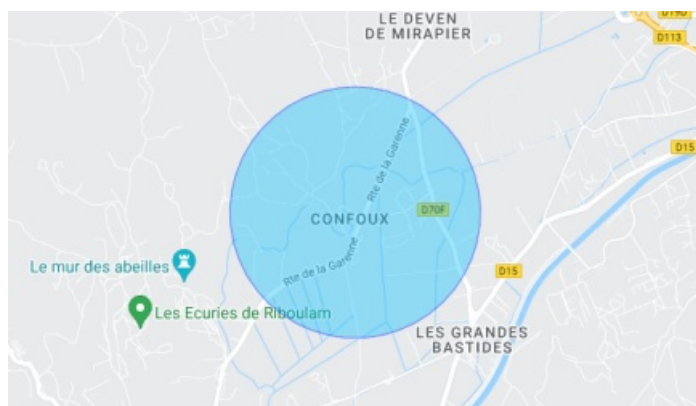 D19D
LE DEVEN
DE MIRAPIER
D113
Rte de la Garenne
D15
CONFOUX
D70F
Le mur des abeilles
Rte de la Garenne
D15
Les Ecuries de Riboulam
LES GRANDES
BASTIDES